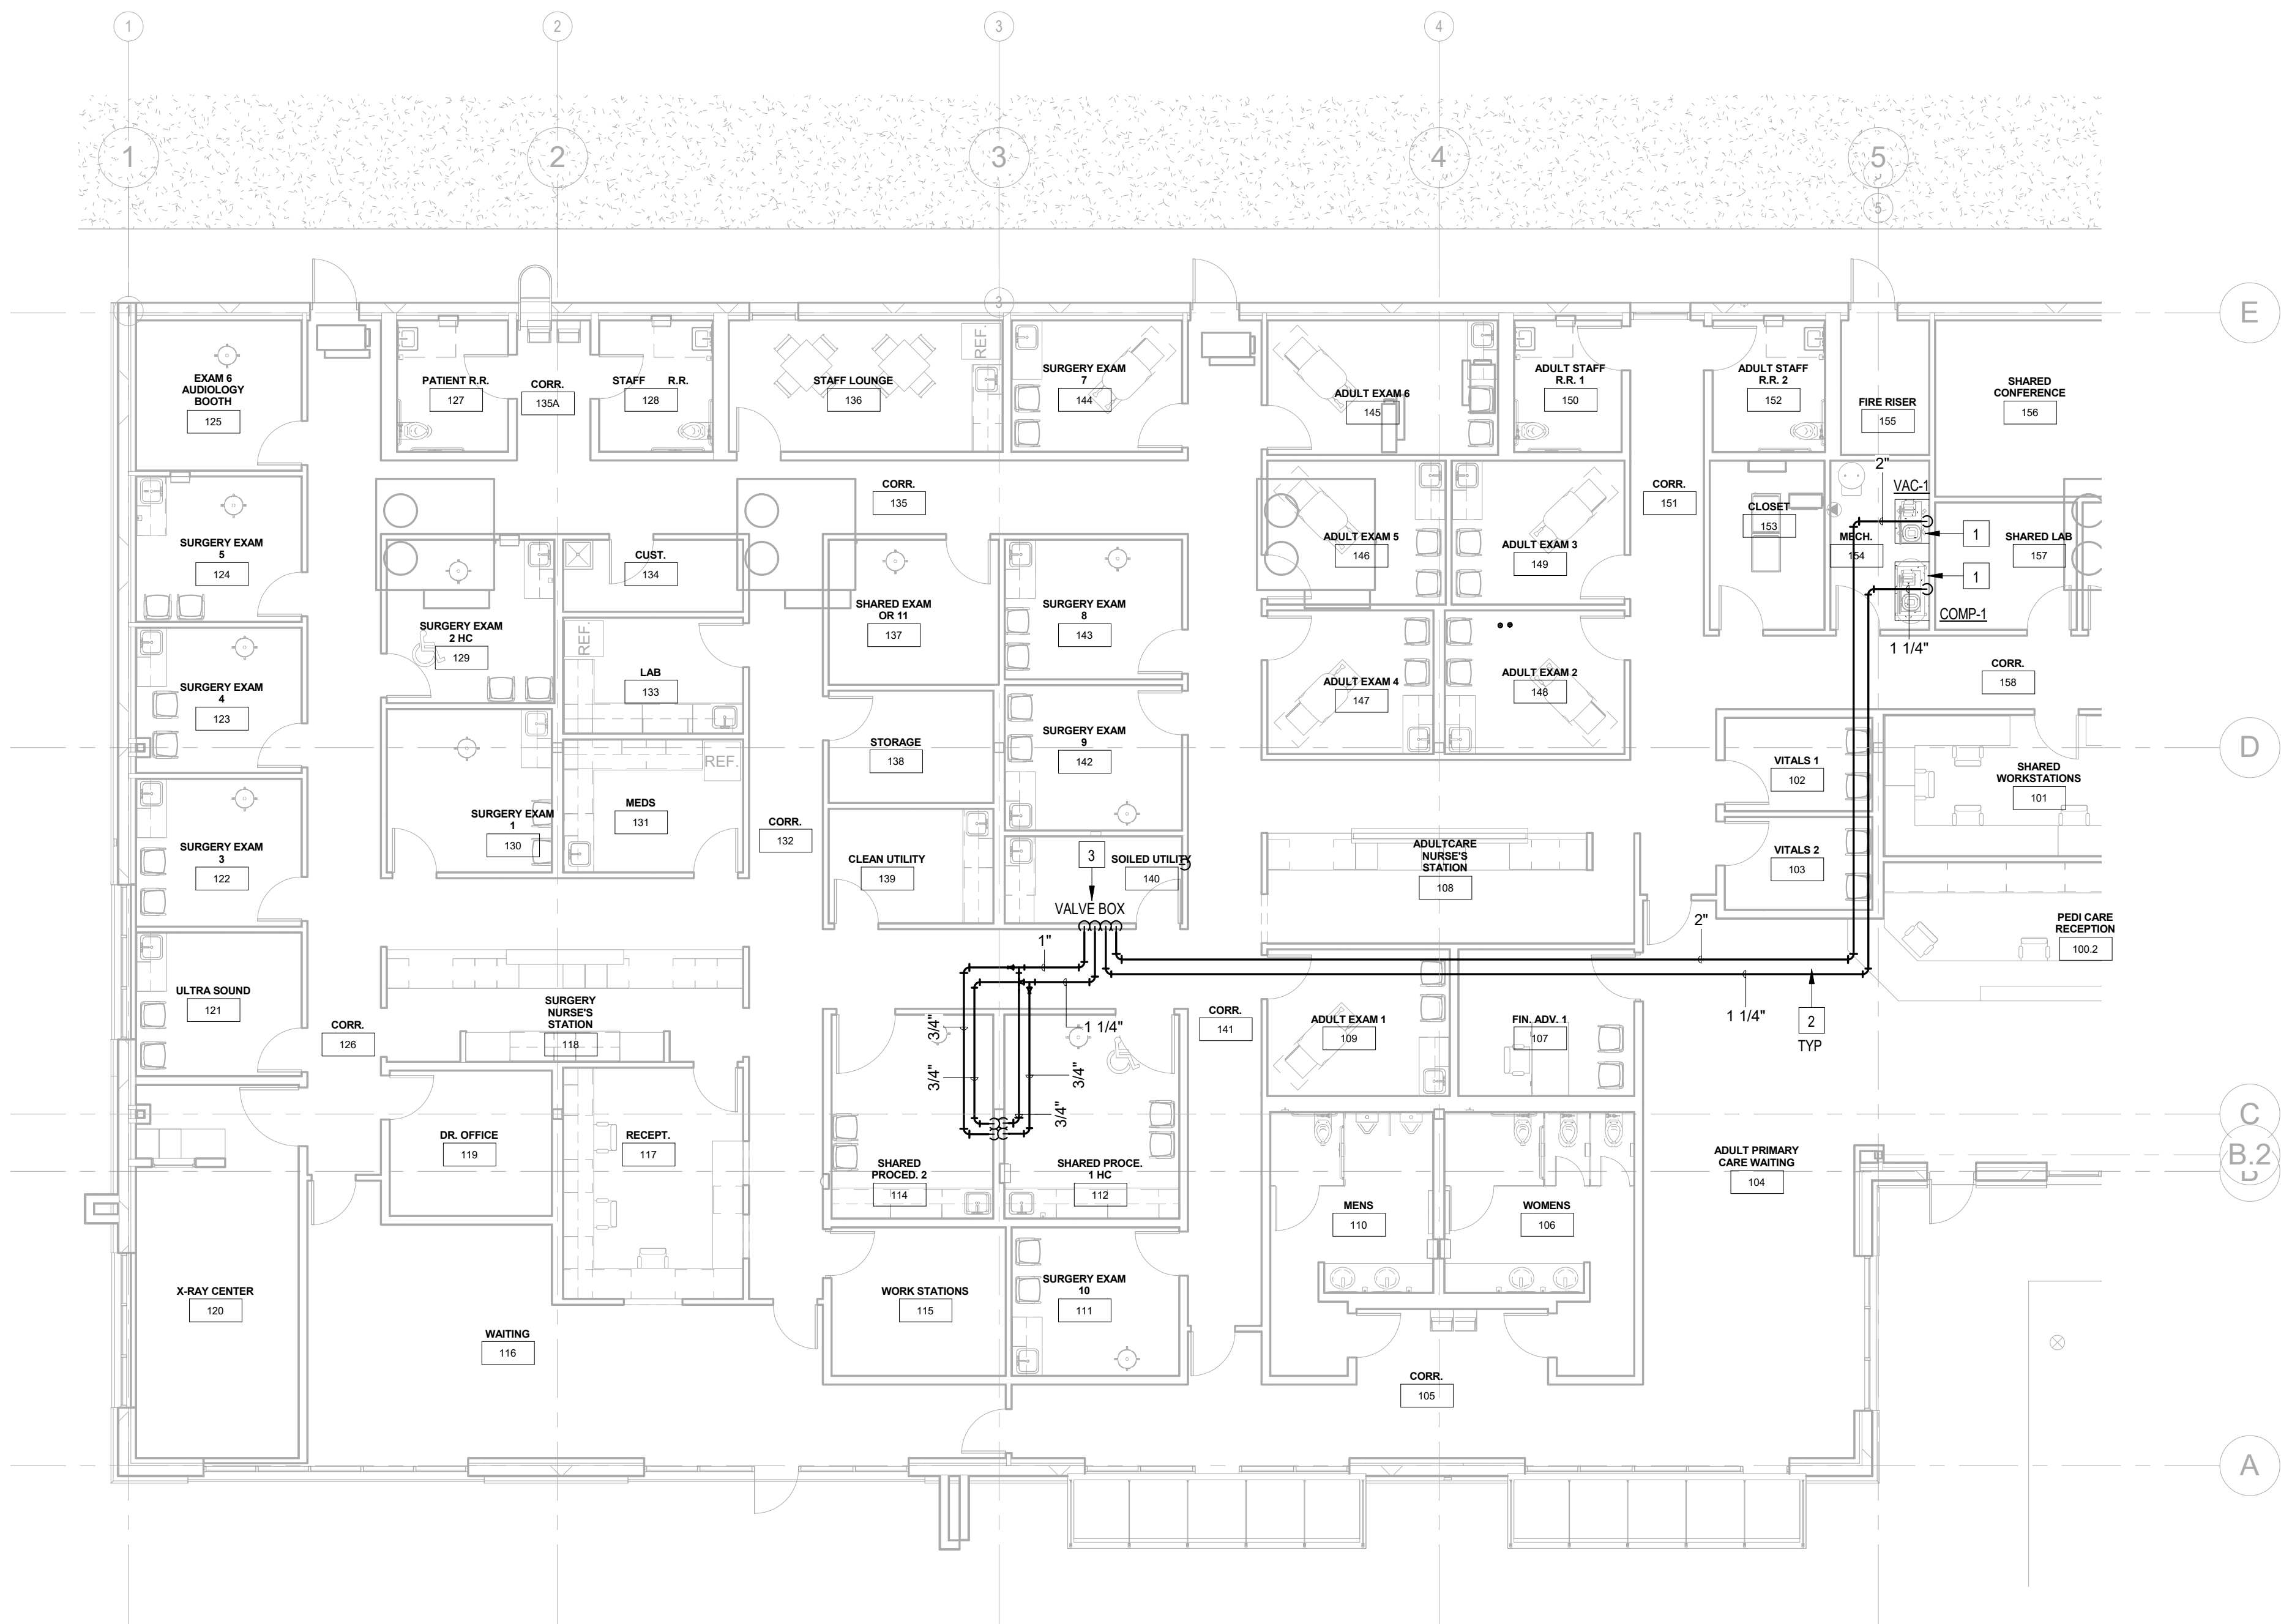 1
2
3
4
1
2
3
4
5
5
3
E
EXAM 6
AUDIOLOGY
BOOTH
125
PATIENT R.R.
127
CORR.
135A
STAFF R.R.
128
STAFF LOUNGE
136
REF.
SURGERY EXAM
7
144
ADULT EXAM 6
145
ADULT STAFF
R.R. 1
150
ADULT STAFF
R.R. 2
152
FIRE RISER
155
SHARED
CONFERENCE
156
SURGERY EXAM
5
124
CORR.
135
CORR.
151
2"
VAC-1
CLOSET
153
MECH.
154
1
SHARED LAB
157
1
COMP-1
1 1/4"
CUST.
134
ADULT EXAM 5
146
ADULT EXAM 3
149
SURGERY EXAM
2 HC
129
REF.
SHARED EXAM
OR 11
137
SURGERY EXAM
8
143
LAB
133
SURGERY EXAM
4
123
ADULT EXAM 4
147
ADULT EXAM 2
148
CORR.
158
STORAGE
138
SURGERY EXAM
9
142
REF.
D
VITALS 1
102
SHARED
WORKSTATIONS
101
SURGERY EXAM
1
130
MEDS
131
CORR.
132
SURGERY EXAM
3
122
CLEAN UTILITY
139
3
SOILED UTILITY
140
VALVE BOX
ADULTCARE
NURSE'S
STATION
108
VITALS 2
103
PEDI CARE
RECEPTION
100.2
1"
2"
ULTRA SOUND
121
SURGERY
NURSE'S
STATION
118
CORR.
126
3/4"
1 1/4"
CORR.
141
ADULT EXAM 1
109
FIN. ADV. 1
107
1 1/4"
2
TYP
3/4"
3/4"
3/4"
C
B.2
DR. OFFICE
119
RECEPT.
117
SHARED
PROCED. 2
114
SHARED PROCE.
1 HC
112
ADULT PRIMARY
CARE WAITING
104
MENS
110
WOMENS
106
X-RAY CENTER
120
WORK STATIONS
115
SURGERY EXAM
10
111
WAITING
116
CORR.
105
A